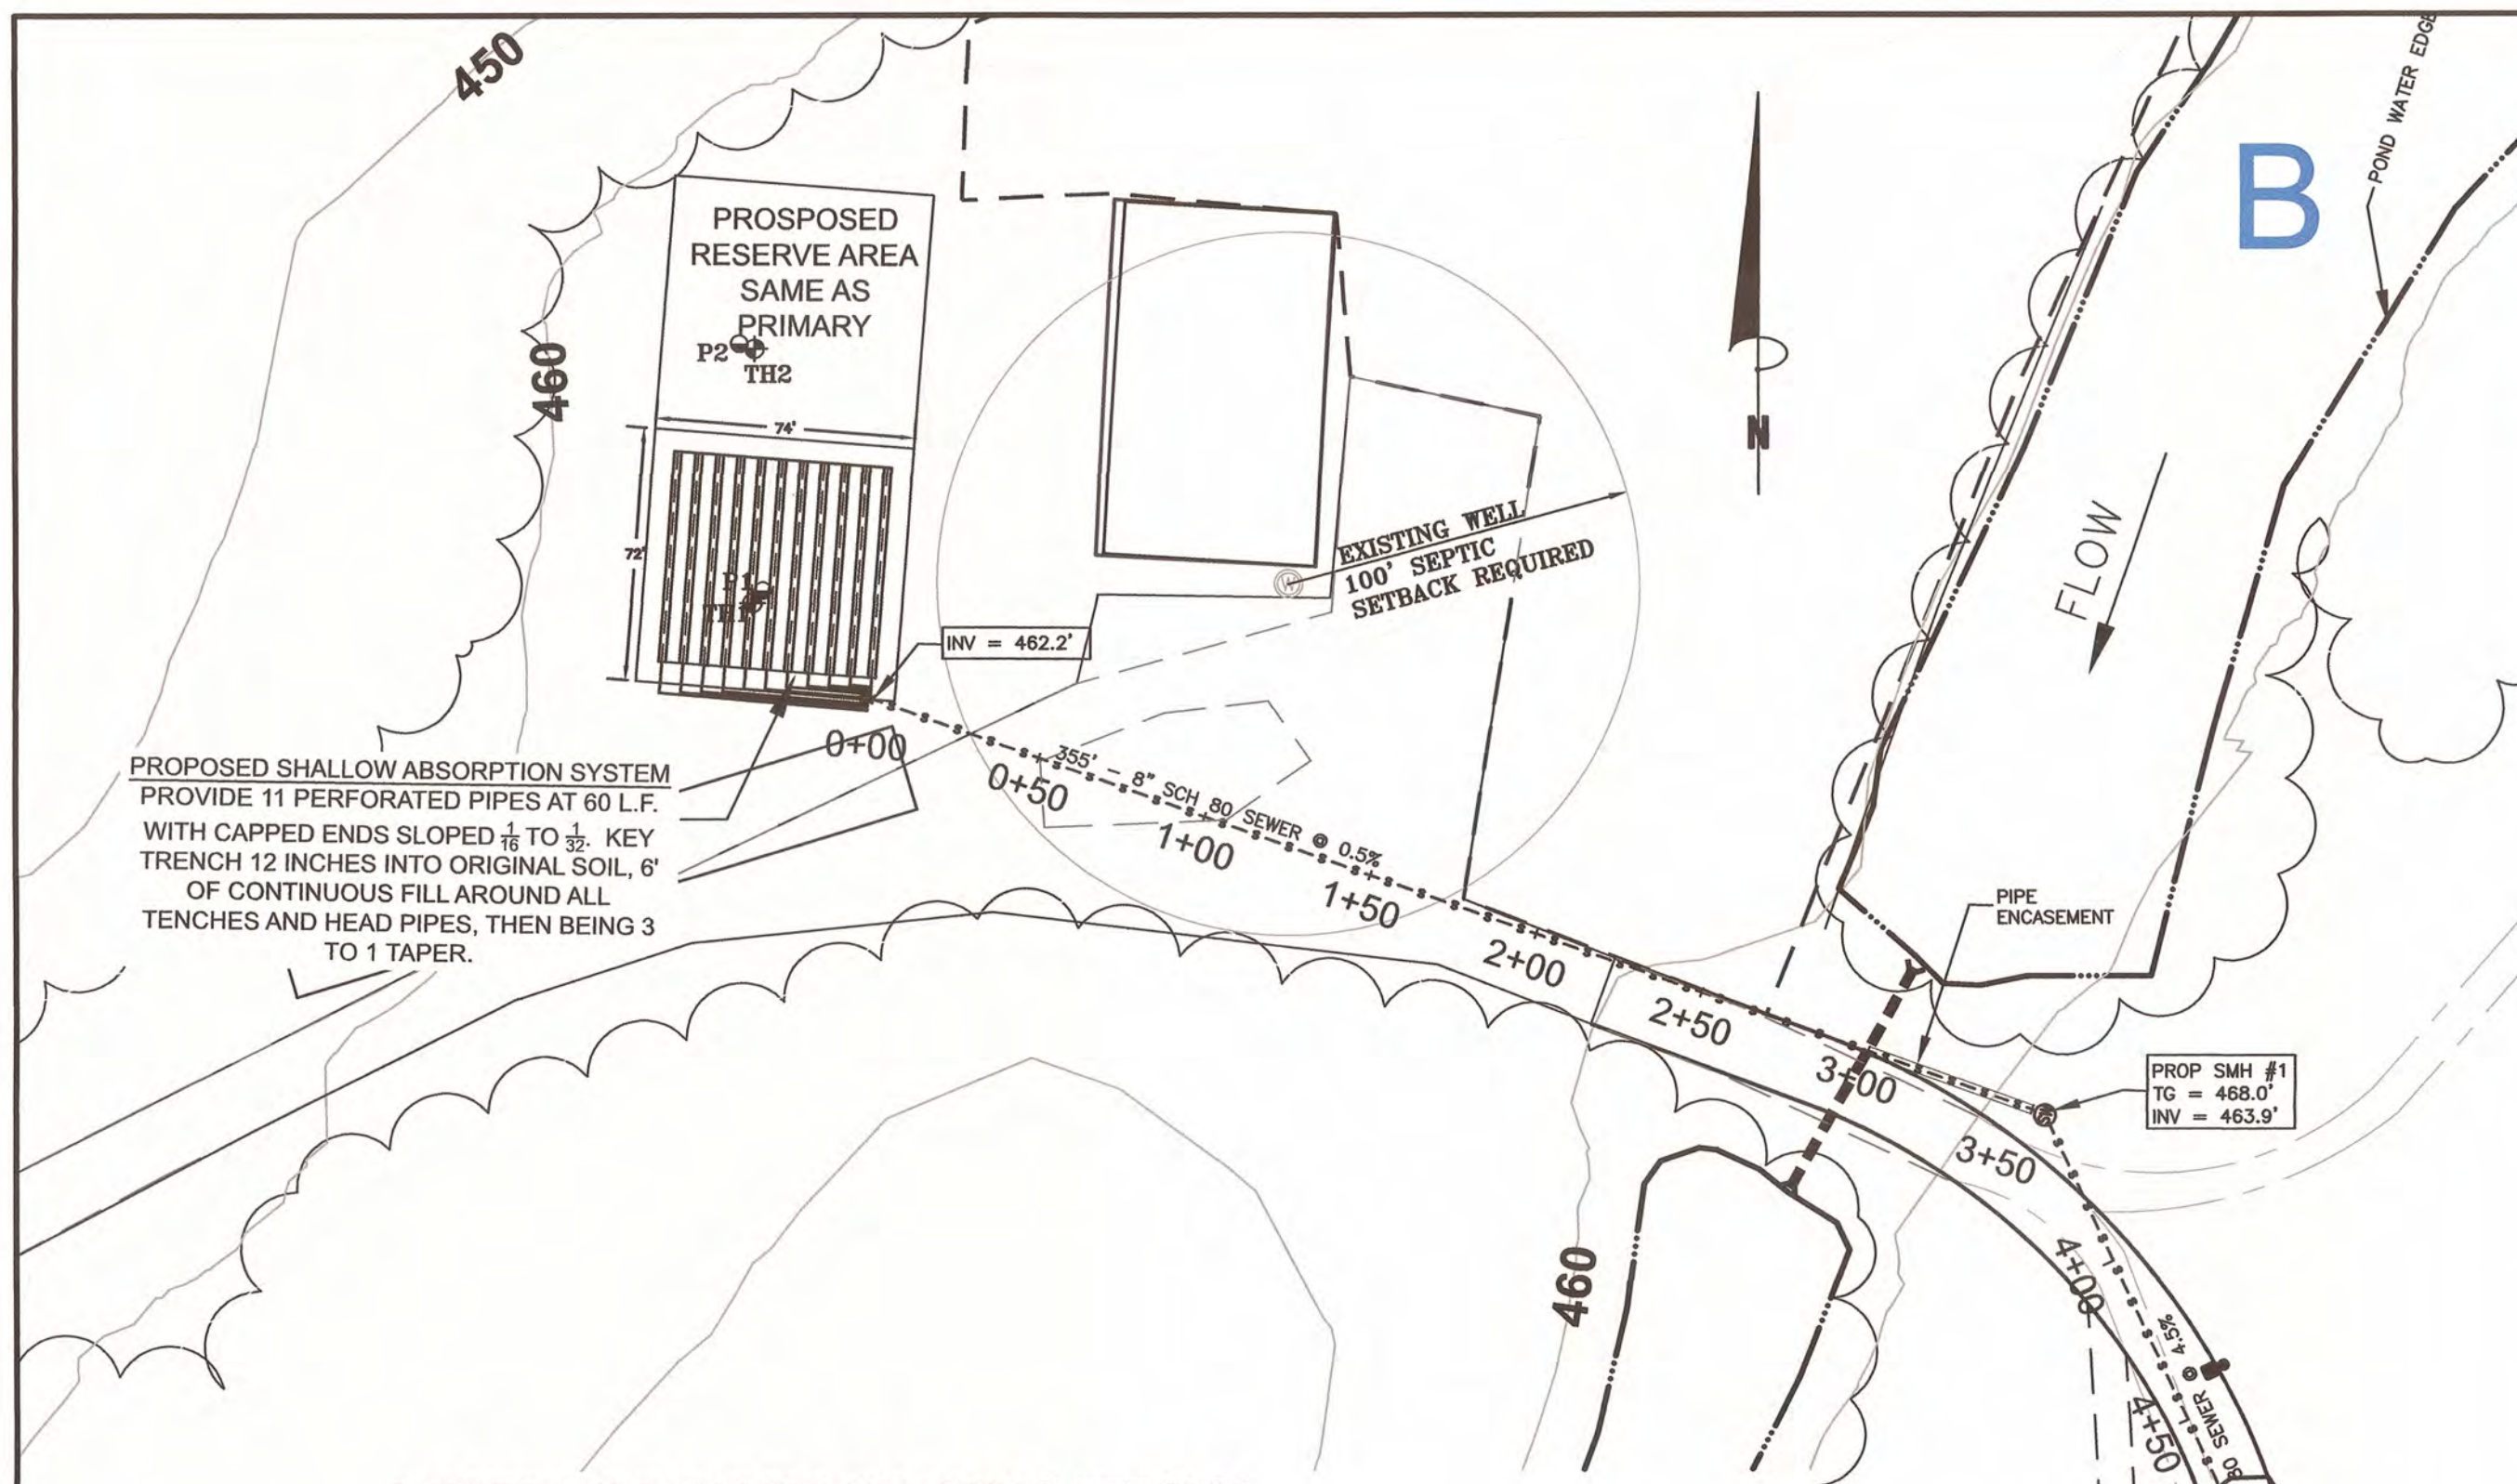 450
B
POND WATER EDGE
PROSPOSED
RESERVE AREA
SAME AS
PRIMARY
P2
TH2
460
74'
72'
P1
TH1
N
EXISTING WELL
100' SEPTIC
SETBACK REQUIRED
W
FLOW
INV = 462.2'
0+00
0+50
1+00
1+50
2+00
2+50
3+00
3+50
4+00
4+50
355' - 8" SCH 80 SEWER @ 0.5%
PROPOSED SHALLOW ABSORPTION SYSTEM
PROVIDE 11 PERFORATED PIPES AT 60 L.F.
WITH CAPPED ENDS SLOPED 1/16 TO 1/32. KEY
TRENCH 12 INCHES INTO ORIGINAL SOIL, 6'
OF CONTINUOUS FILL AROUND ALL
TENCHES AND HEAD PIPES, THEN BEING 3
TO 1 TAPER.
PIPE
ENCASEMENT
PROP SMH #1
TG = 468.0'
INV = 463.9'
460
80 SEWER @ 4.5%